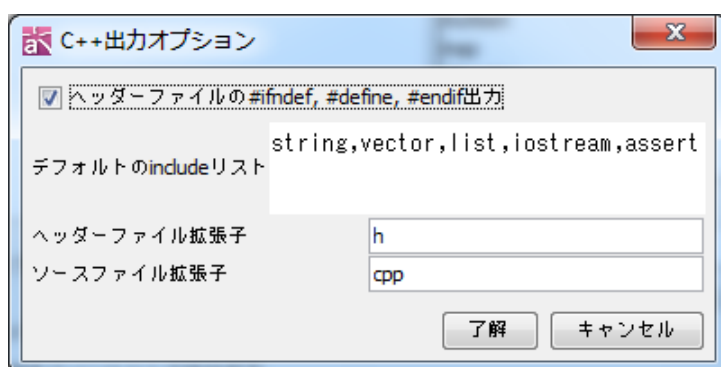 C++出力オプション
ヘッダーファイルの#ifndef, #define, #endif出力
string,vector,list,iostream,assert
デフォルトのincludeリスト
ヘッダーファイル拡張子 h
ソースファイル拡張子 cpp
了解 キャンセル